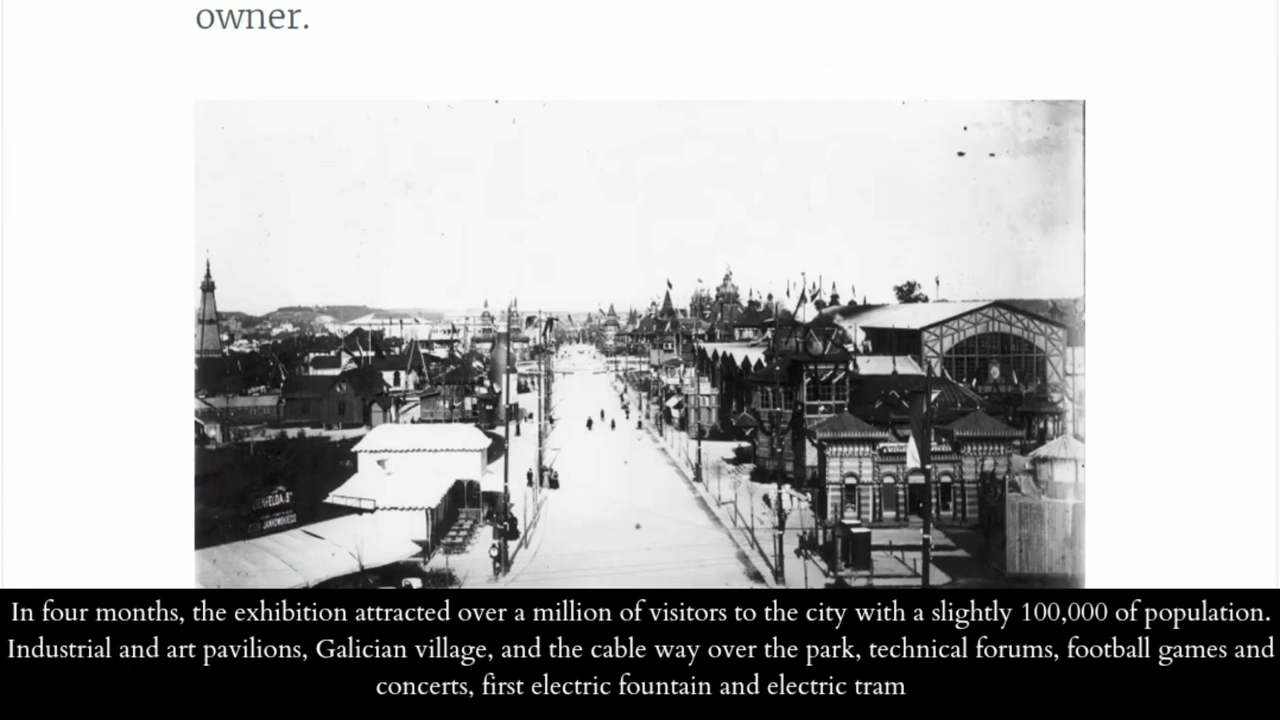 owner.
In four months, the exhibition attracted over a million of visitors to the city with a slightly 100,000 of population.
Industrial and art pavilions, Galician village, and the cable way over the park, technical forums, football games and
concerts, first electric fountain and electric tram